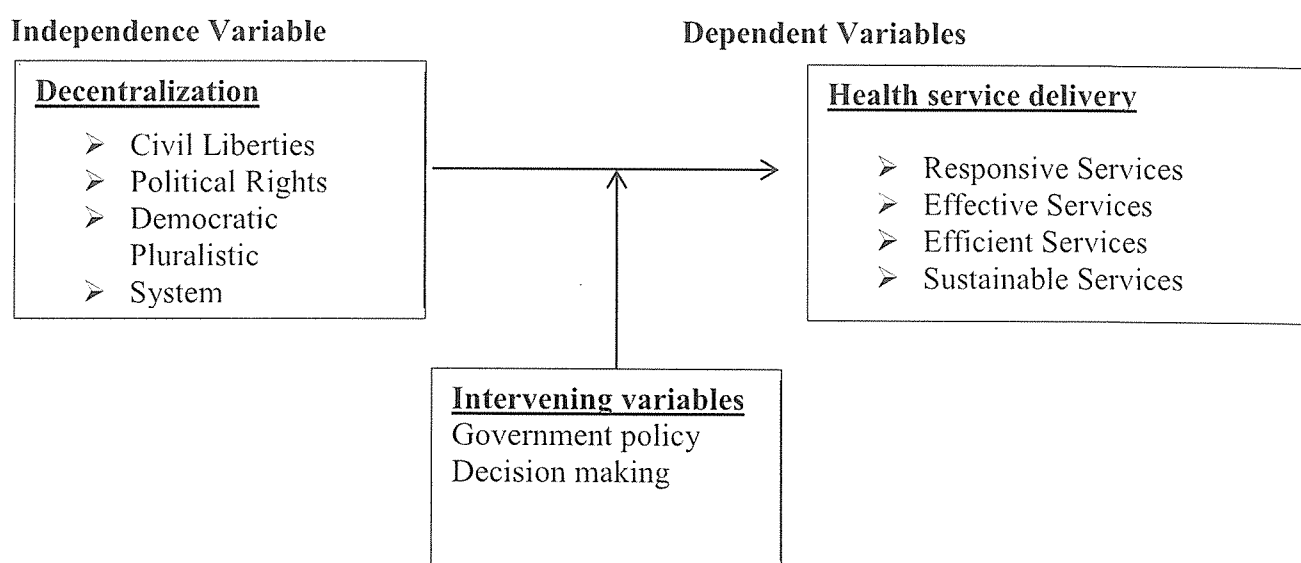 Independence Variable
Dependent Variables
Decentralization
➢ Civil Liberties
➢ Political Rights
➢ Democratic
Pluralistic
➢ System
Health service delivery
➢ Responsive Services
➢ Effective Services
➢ Efficient Services
➢ Sustainable Services
Intervening variables
Government policy
Decision making